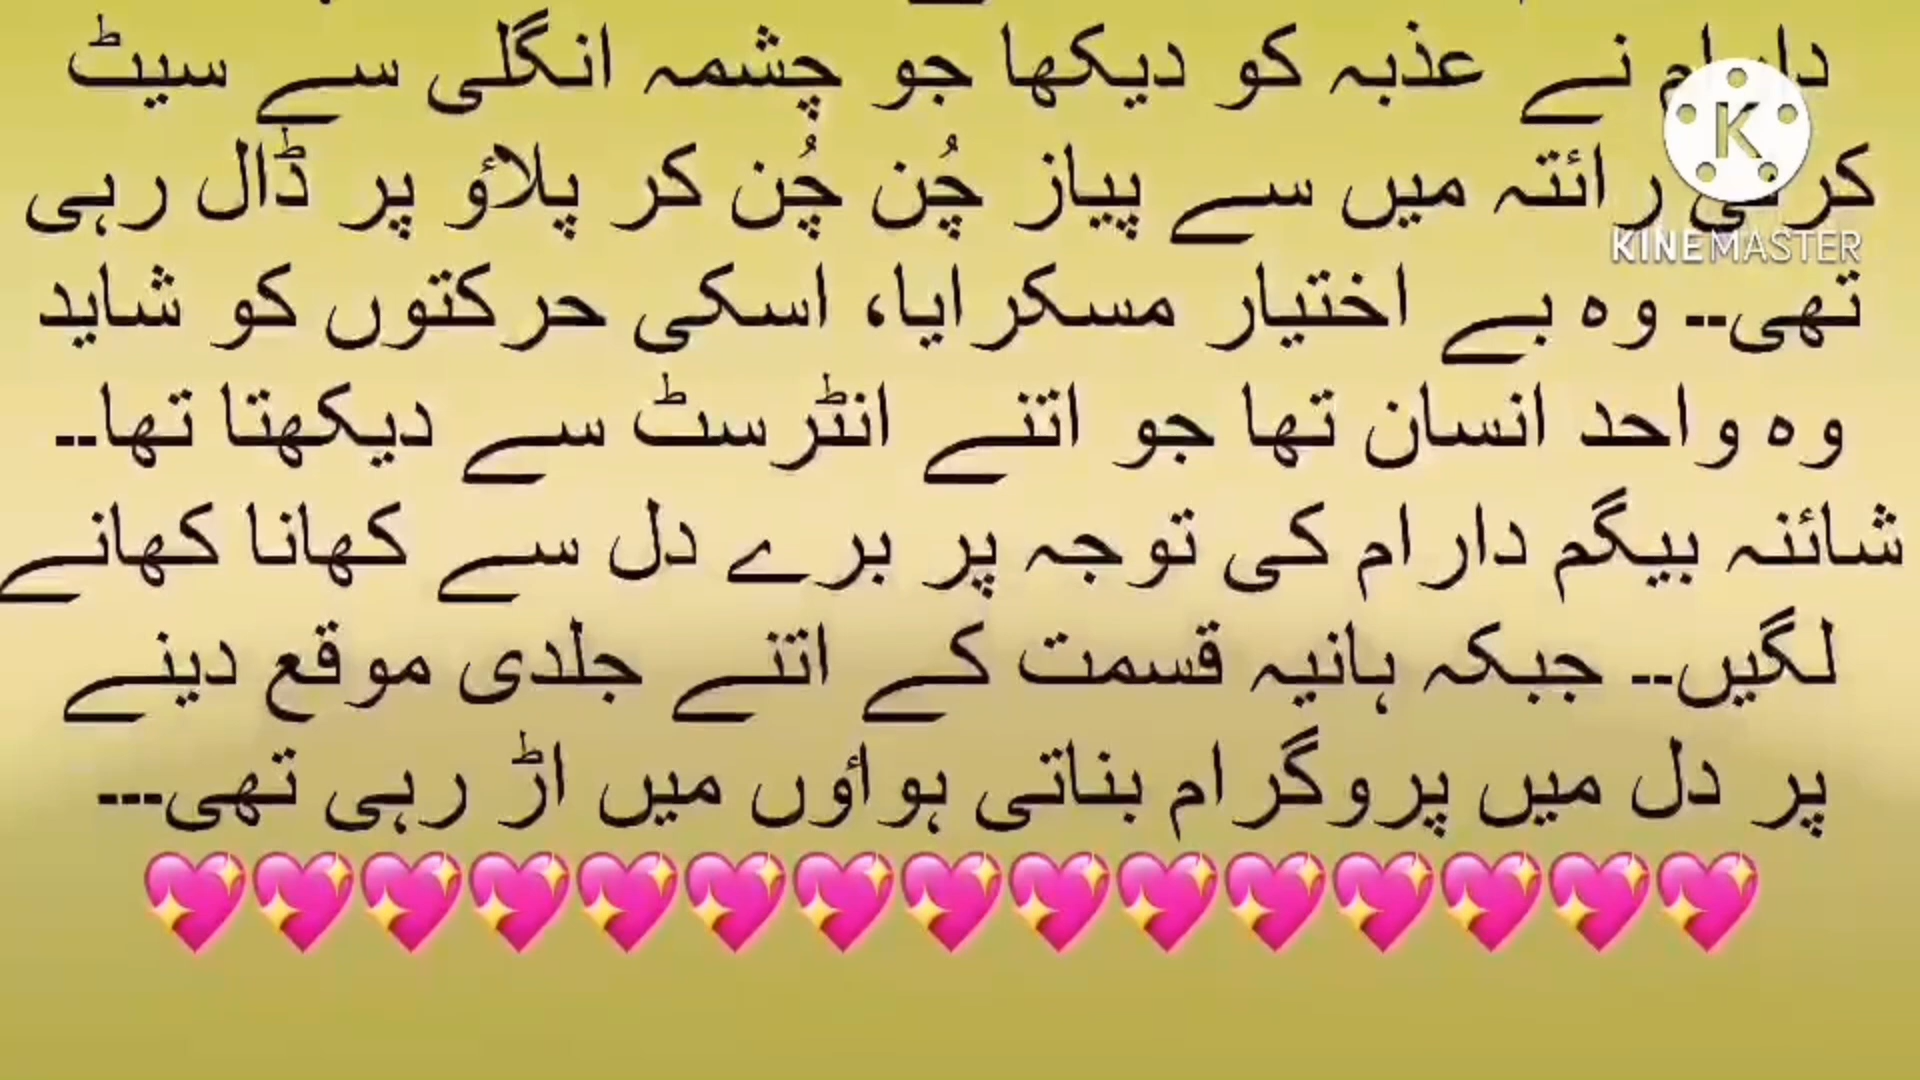 دارام نے عذبہ کو دیکھا جو چشمہ انگلی سے سیٹ
کرتی رائتہ میں سے پیاز چُن چُن کر پلاؤ پر ڈال رہی
تھی۔۔ وہ بے اختیار مسکرایا، اسکی حرکتوں کو شاید
وہ واحد انسان تھا جو اتنے انٹرسٹ سے دیکھتا تھا۔۔
شائنہ بیگم دارام کی توجہ پر برے دل سے کھانا کھانے
لگیں۔۔ جبکہ ہانیہ قسمت کے اتنے جلدی موقع دینے
پر دل میں پروگرام بناتی ہواؤں میں اڑ رہی تھی۔۔۔
💖💖💖💖💖💖💖💖💖💖💖💖💖💖💖
K
KINEMASTER